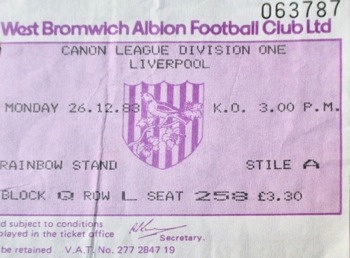 063787
West Bromwich Albion Football Club Ltd
CANON LEAGUE DIVISION ONE
LIVERPOOL
MONDAY 26.12.83 K.O. 3.00 P.M.
RAINBOW STAND STILE A
BLOCK Q ROW L SEAT 258 £3.30
d subject to conditions
played in the ticket office
Secretary.
be retained V.A.T. No. 277 2847 19